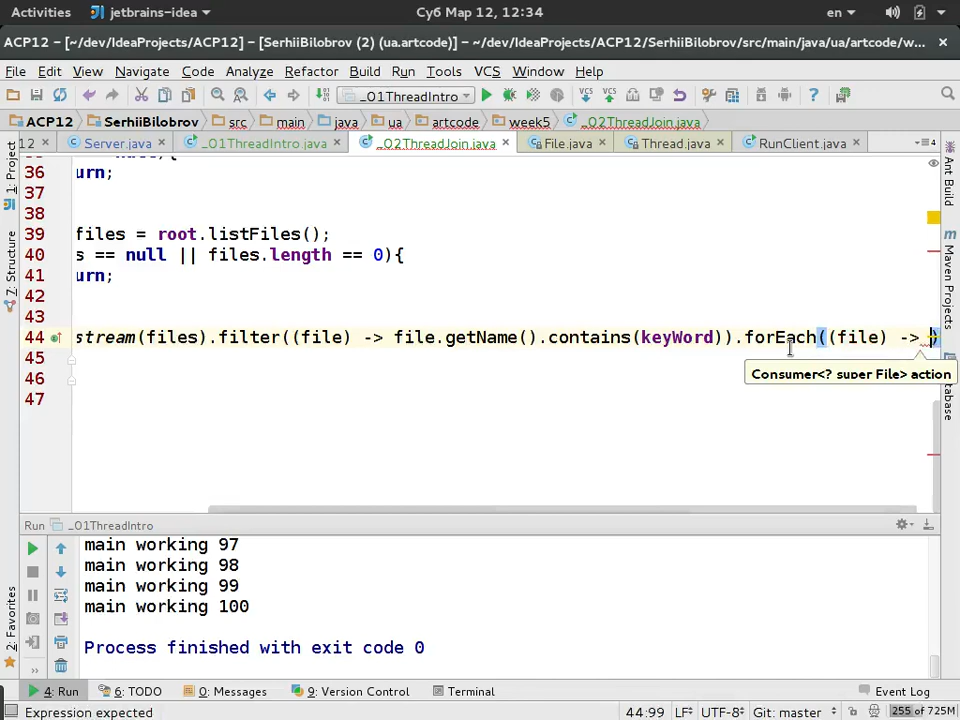 Activities jetbrains-idea Суб Мар 12, 12:34 en
ACP12 – [~/dev/IdeaProjects/ACP12] – [SerhiiBilobrov (2) (ua.artcode)] – ~/dev/IdeaProjects/ACP12/SerhiiBilobrov/src/main/java/ua/artcode/w...
File Edit View Navigate Code Analyze Refactor Build Run Tools VCS Window Help
_01ThreadIntro
ACP12 SerhiiBilobrov src main java ua artcode week5 _02ThreadJoin.java
12 Server.java _01ThreadIntro.java _02ThreadJoin.java File.java Thread.java RunClient.java
36 urn;
37
38
39 files = root.listFiles();
40 s == null || files.length == 0){
41 urn;
42
43
44 stream(files).filter((file) -> file.getName().contains(keyWord)).forEach((file) -> )
45
Consumer<? super File> action
46
47
1: Project
7: Structure
2: Favorites
Ant Build
Maven Projects
Database
Run _01ThreadIntro
main working 97
main working 98
main working 99
main working 100
Process finished with exit code 0
4: Run 6: TODO 0: Messages 9: Version Control Terminal Event Log
Expression expected 44:99 LF UTF-8 Git: master 255 of 725M